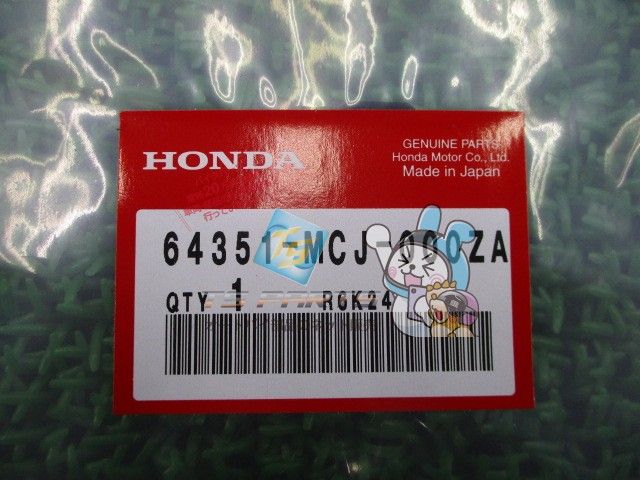 HONDA
GENUINE PARTS
Honda Motor Co., Ltd.
Made in Japan
64351-MCJ-000ZA
QTY 1 R6K24